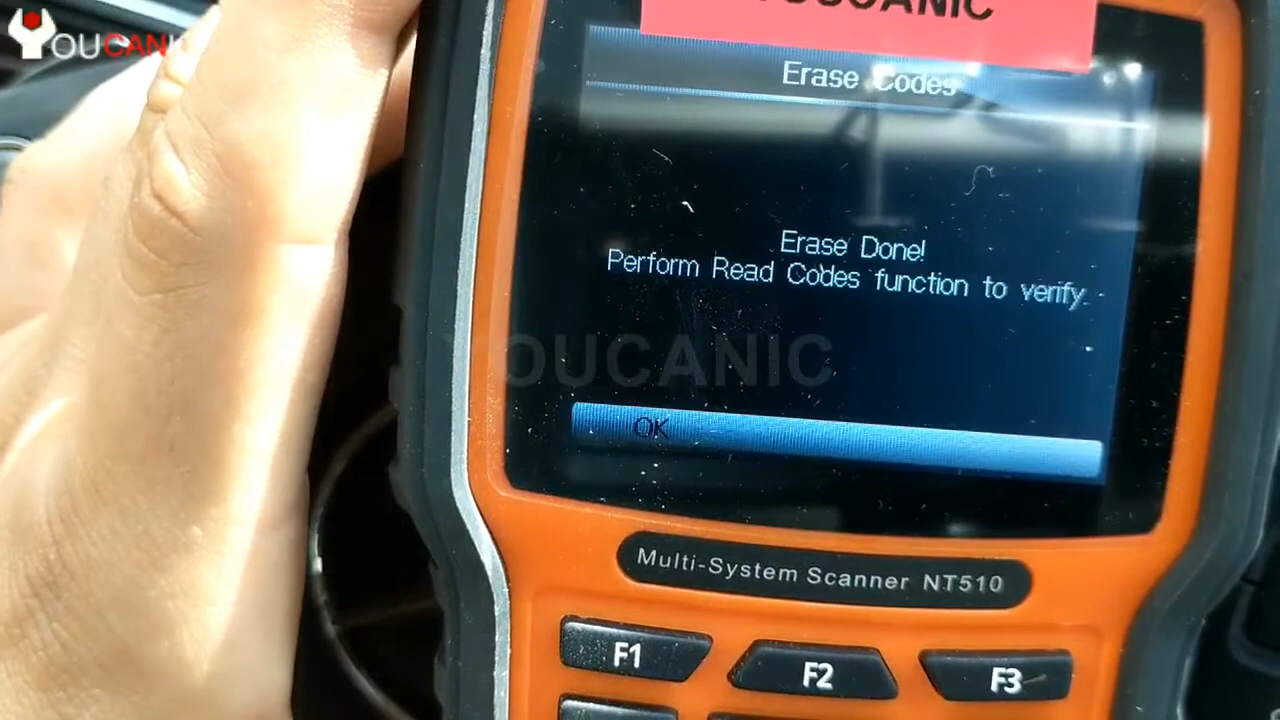 YOUCANIC
YOUCANIC
Erase Codes
Erase Done!
Perform Read Codes function to verify.
YOUCANIC
OK
Multi-System Scanner NT510
F1
F2
F3